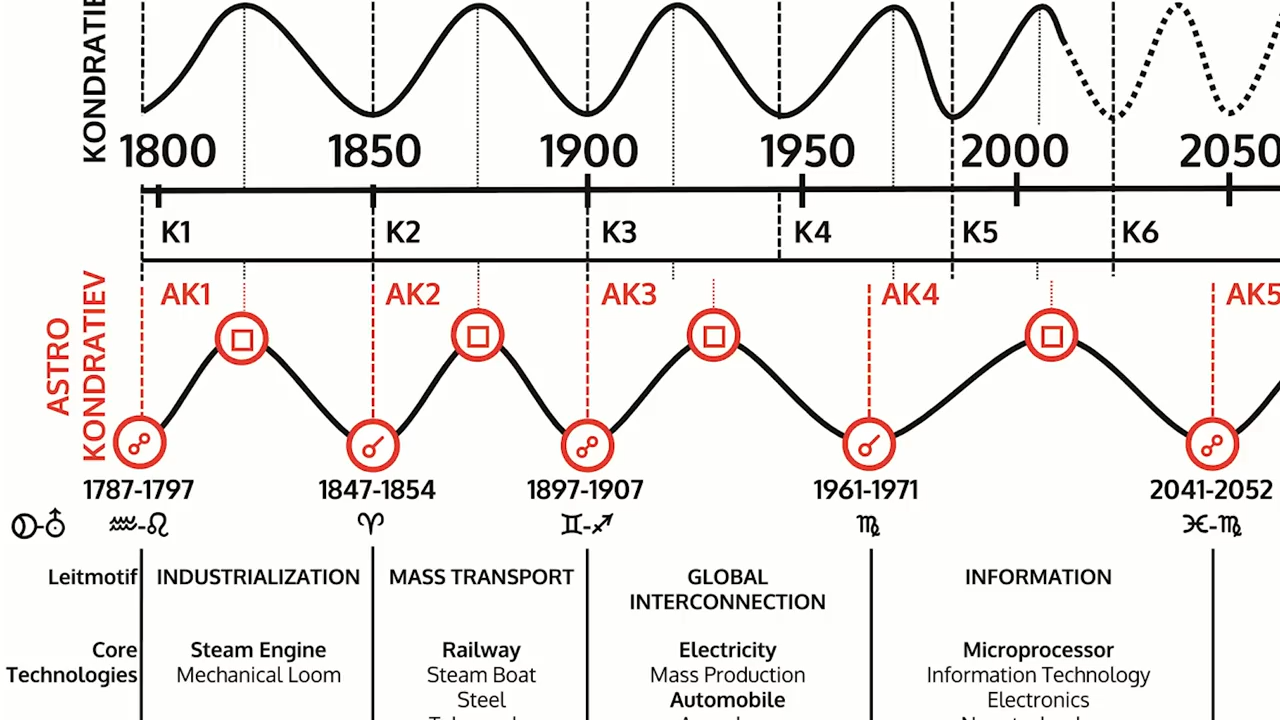 KONDRATIE
1800 1850 1900 1950 2000 2050
K1 K2 K3 K4 K5 K6
ASTRO
KONDRATIEV
AK1 AK2 AK3 AK4 AK5
1787-1797 1847-1854 1897-1907 1961-1971 2041-2052
♒-♌ ♈ ♊-♐ ♍ ♓-♍
Leitmotif INDUSTRIALIZATION MASS TRANSPORT GLOBAL INFORMATION
INTERCONNECTION
Core Steam Engine Railway Electricity Microprocessor
Technologies Mechanical Loom Steam Boat Mass Production Information Technology
Steel Automobile Electronics